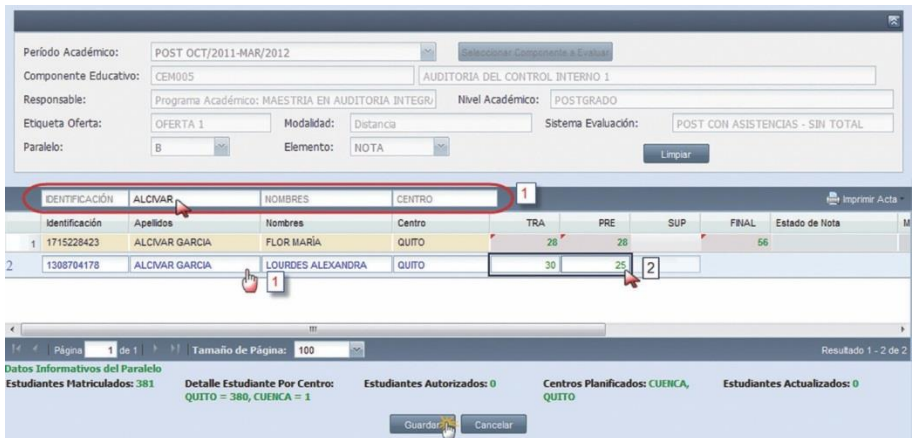 Período Académico: POST OCT/2011-MAR/2012 Seleccionar Componente a Evaluar
Componente Educativo: CEM005 AUDITORIA DEL CONTROL INTERNO 1
Responsable: Programa Académico: MAESTRIA EN AUDITORIA INTEGR Nivel Académico: POSTGRADO
Etiqueta Oferta: OFERTA 1 Modalidad: Distancia Sistema Evaluación: POST CON ASISTENCIAS - SIN TOTAL
Paralelo: B Elemento: NOTA Limpiar
IDENTIFICACIÓN ALCIVAR NOMBRES CENTRO 1 Imprimir Acta
Identificación Apellidos Nombres Centro TRA PRE SUP FINAL Estado de Nota M
1 1715228423 ALCIVAR GARCIA FLOR MARÍA QUITO 28 28 56
2 1308704178 ALCIVAR GARCIA LOURDES ALEXANDRA QUITO 30 25 2
1
Página 1 de 1 Tamaño de Página: 100 Resultado 1 - 2 de 2
Datos Informativos del Paralelo
Estudiantes Matriculados: 381 Detalle Estudiante Por Centro: Estudiantes Autorizados: 0 Centros Planificados: CUENCA, Estudiantes Actualizados: 0
QUITO = 380, CUENCA = 1 QUITO
Guardar Cancelar